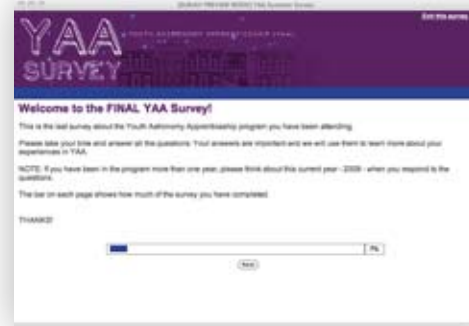 [SURVEY PREVIEW MODE] YAA Summer Survey
Exit this survey
YAA
YOUTH ASTRONOMY APPRENTICESHIP (YAA)
SURVEY
Welcome to the FINAL YAA Survey!
This is the last survey about the Youth Astronomy Apprenticeship program you have been attending.
Please take your time and answer all the questions. Your answers are important and we will use them to learn more about your
experiences in YAA.
NOTE: If you have been in the program more than one year, please think about this current year - 2009 - when you respond to the
questions.
The bar on each page shows how much of the survey you have completed.
THANKS!
Next